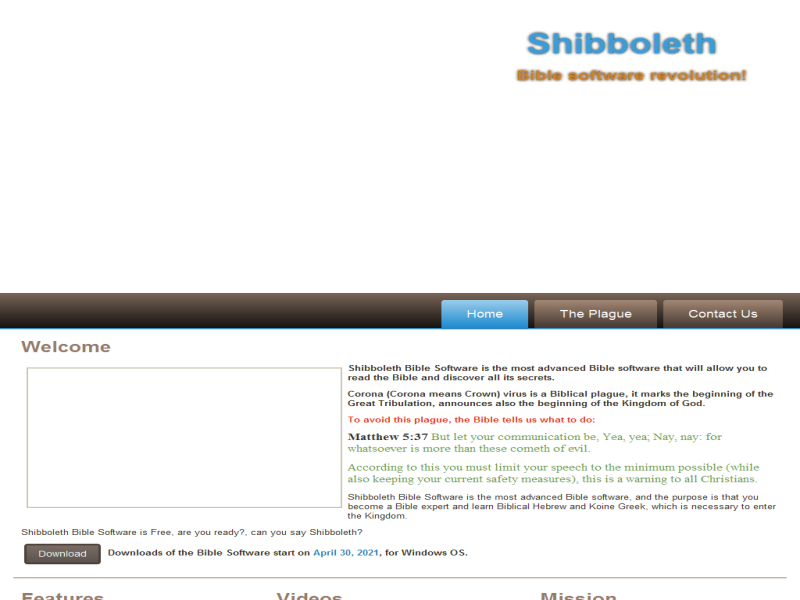 Shibboleth
Bible software revolution!
Home
The Plague
Contact Us
Welcome
Shibboleth Bible Software is the most advanced Bible software that will allow you to
read the Bible and discover all its secrets.
Corona (Corona means Crown) virus is a Biblical plague, it marks the beginning of the
Great Tribulation, announces also the beginning of the Kingdom of God.
To avoid this plague, the Bible tells us what to do:
Matthew 5:37 But let your communication be, Yea, yea; Nay, nay: for
whatsoever is more than these cometh of evil.
According to this you must limit your speech to the minimum possible (while
also keeping your current safety measures), this is a warning to all Christians.
Shibboleth Bible Software is the most advanced Bible software, and the purpose is that you
become a Bible expert and learn Biblical Hebrew and Koine Greek, which is necessary to enter
the Kingdom.
Shibboleth Bible Software is Free, are you ready?, can you say Shibboleth?
Download
Downloads of the Bible Software start on April 30, 2021, for Windows OS.
Features
Videos
Mission